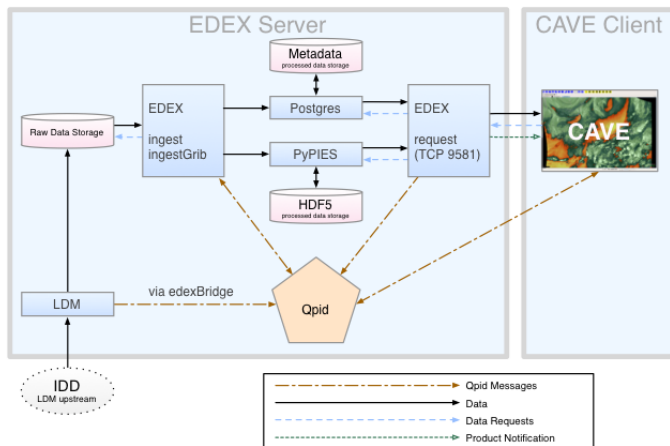 EDEX Server
CAVE Client
Metadata
processed data storage
EDEX
ingest
ingestGrib
Postgres
EDEX
request
(TCP 9581)
Raw Data Storage
PyPIES
CAVE
HDF5
processed data storage
via edexBridge
LDM
Qpid
IDD
LDM upstream
Qpid Messages
Data
Data Requests
Product Notification